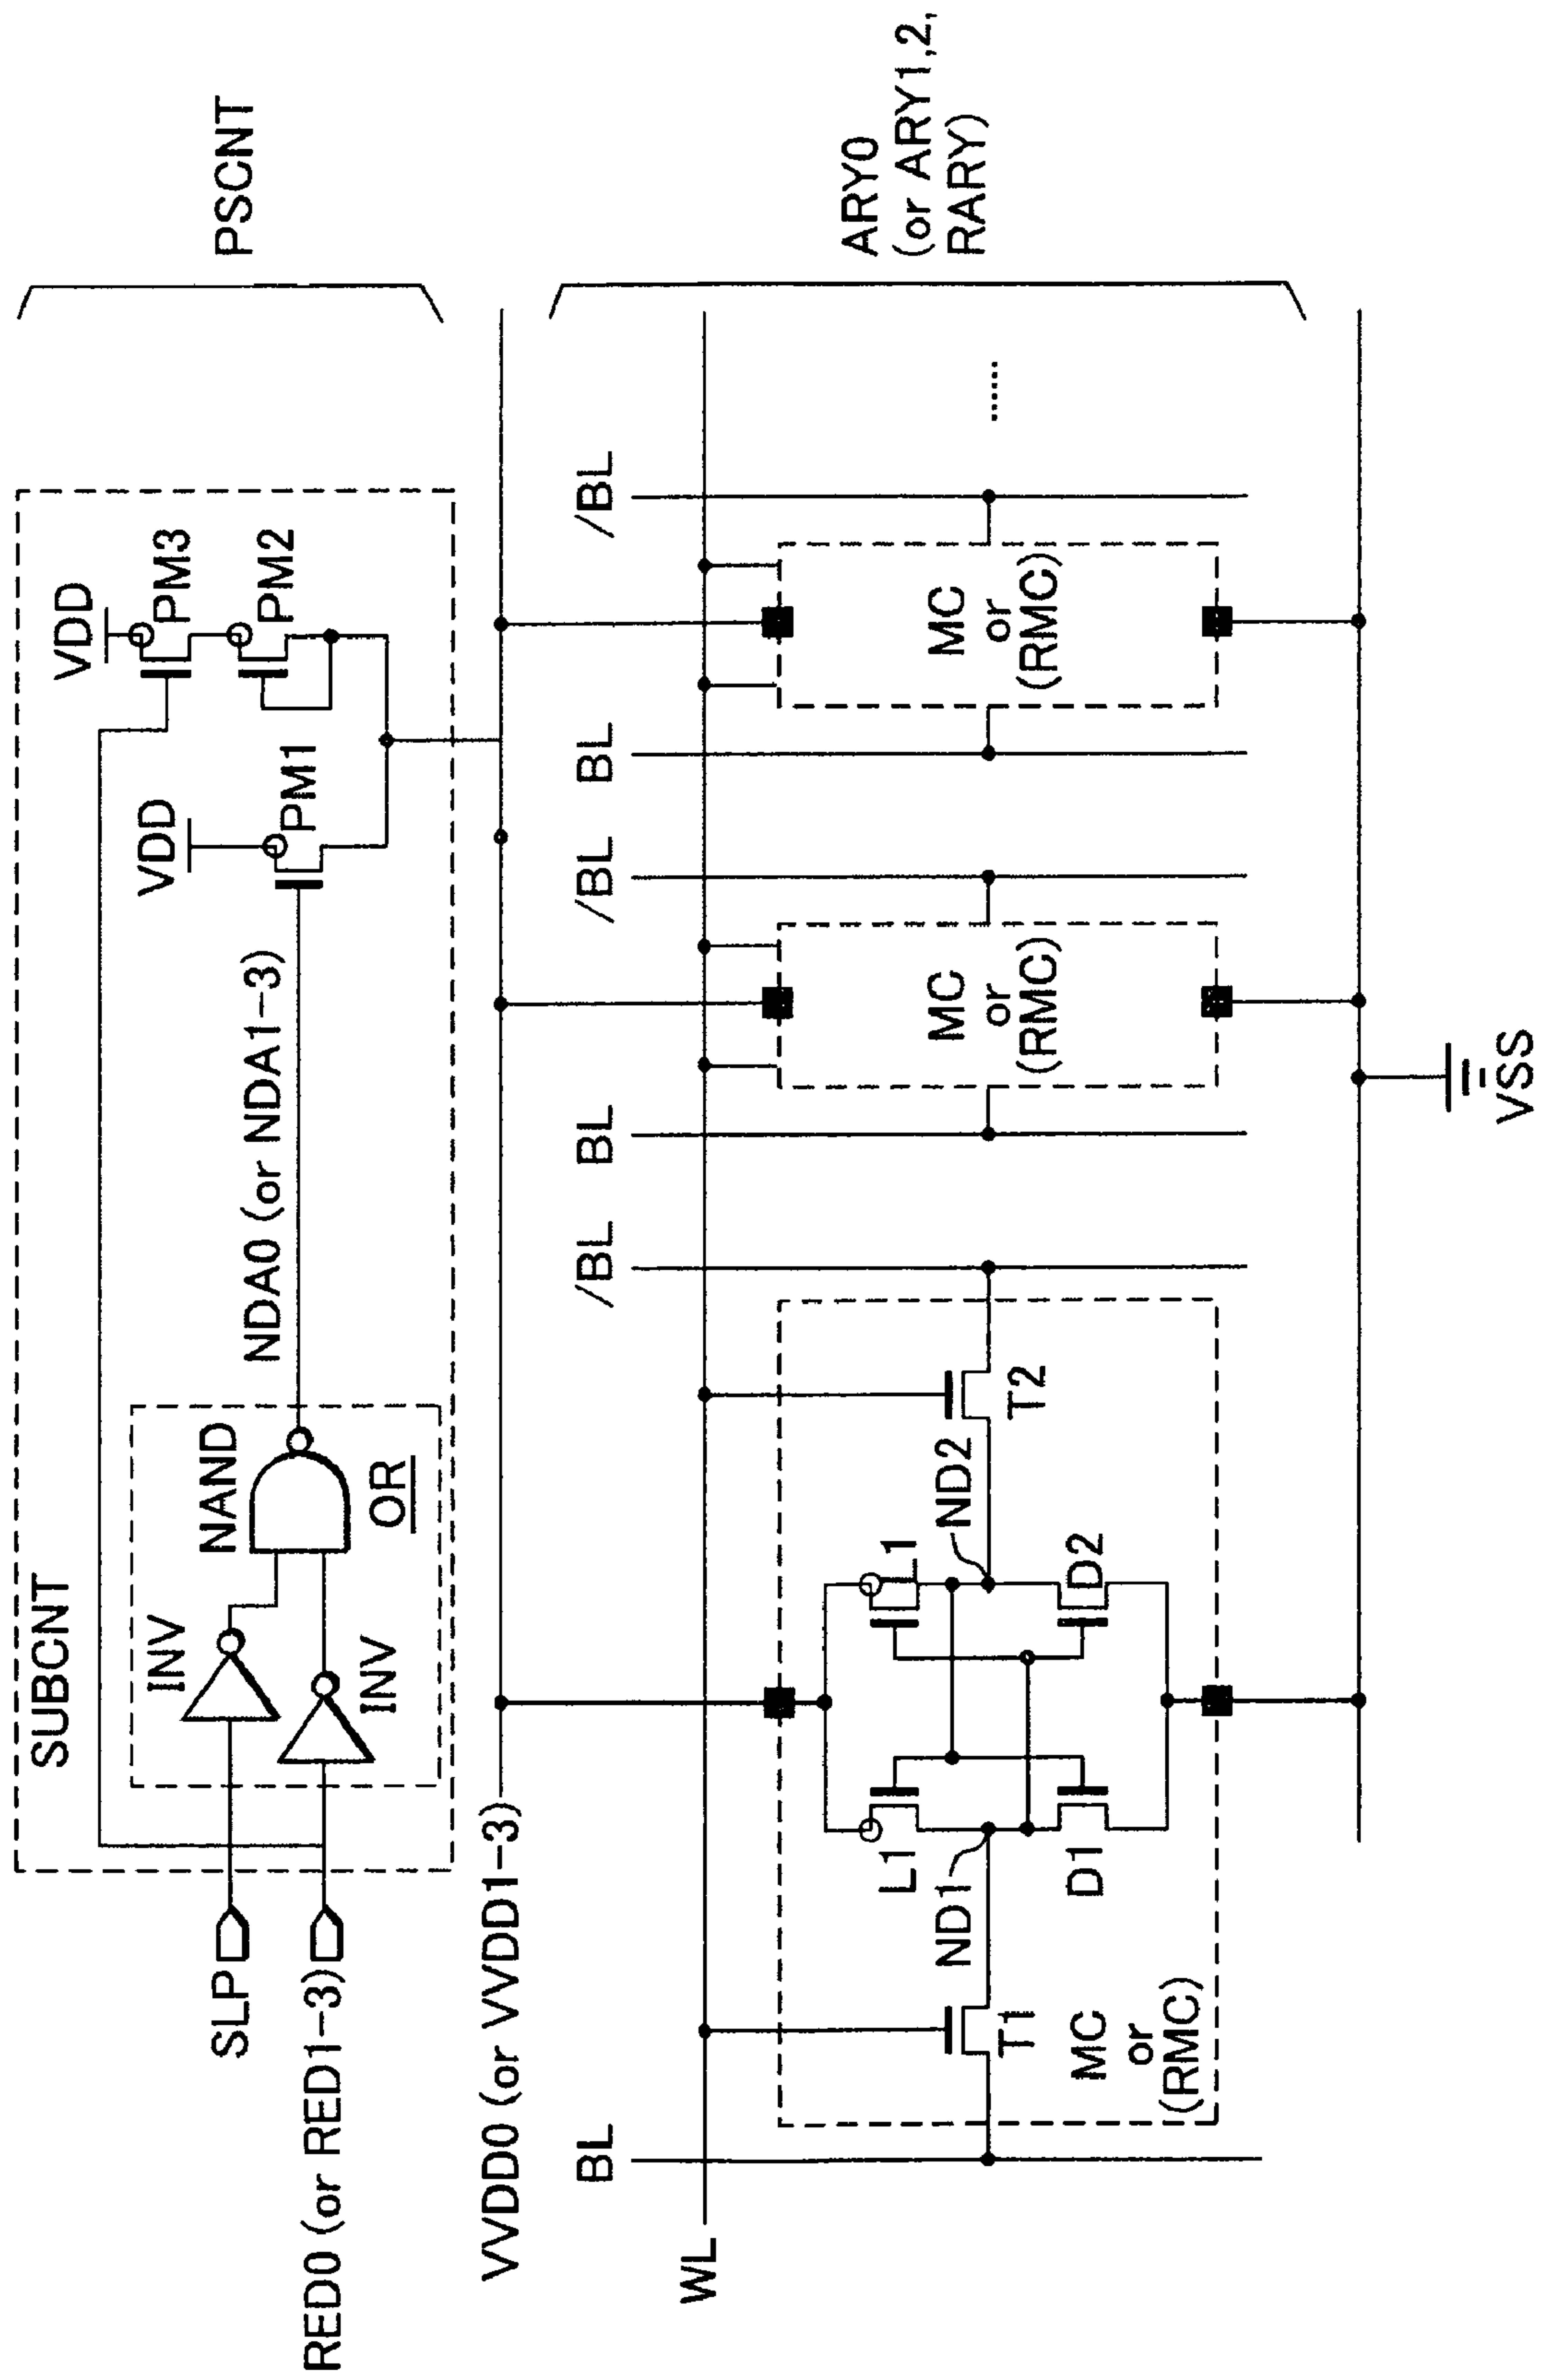 PSCNT
SUBCNT
VDD
PM3
PM2
VDD
PM1
INV
NAND
INV
OR
NDA0 (or NDA1-3)
SLP
RED0 (or RED1-3)
VVDD0 (or VVDD1-3)
BL
/BL
BL
/BL
BL
/BL
WL
ARY0
(or ARY1,2,
RARY)
L1
L1
ND1
ND2
T1
T2
D1
D2
MC
or
(RMC)
MC
or
(RMC)
MC
or
(RMC)
......
VSS